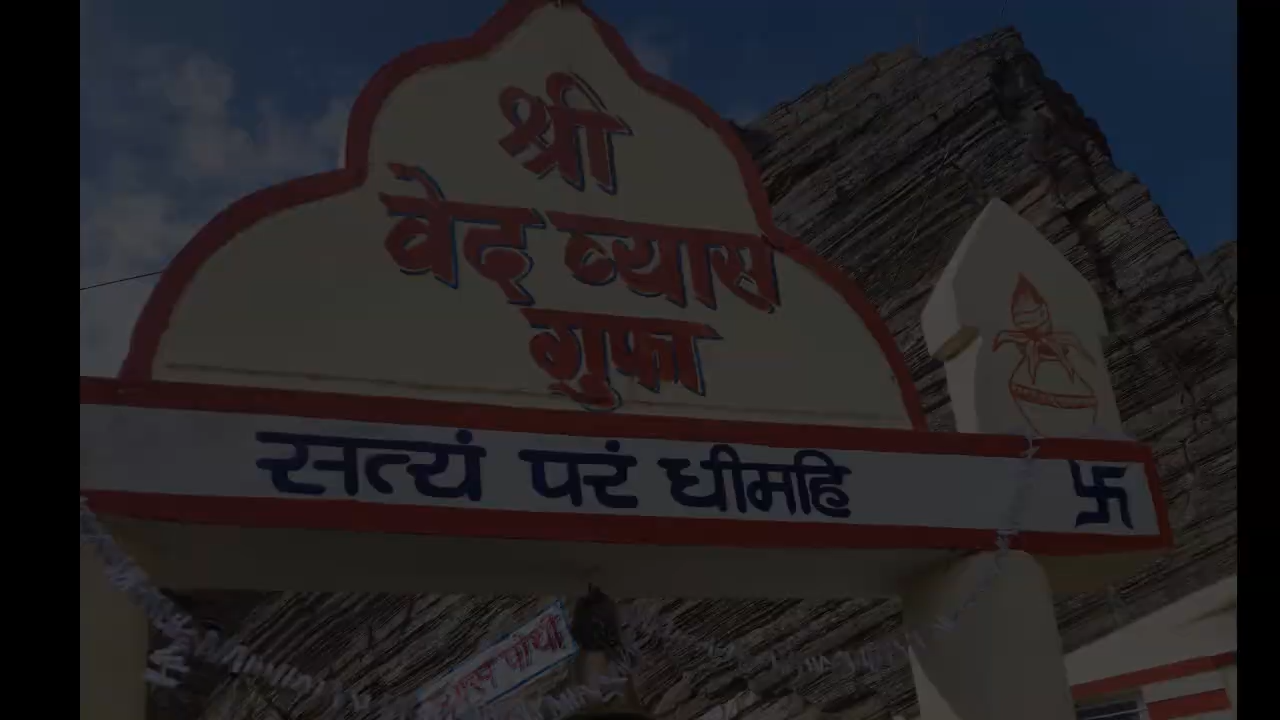 श्री
वेद व्यास
गुफा
सत्यं परं धीमहि
व्यास पोथी